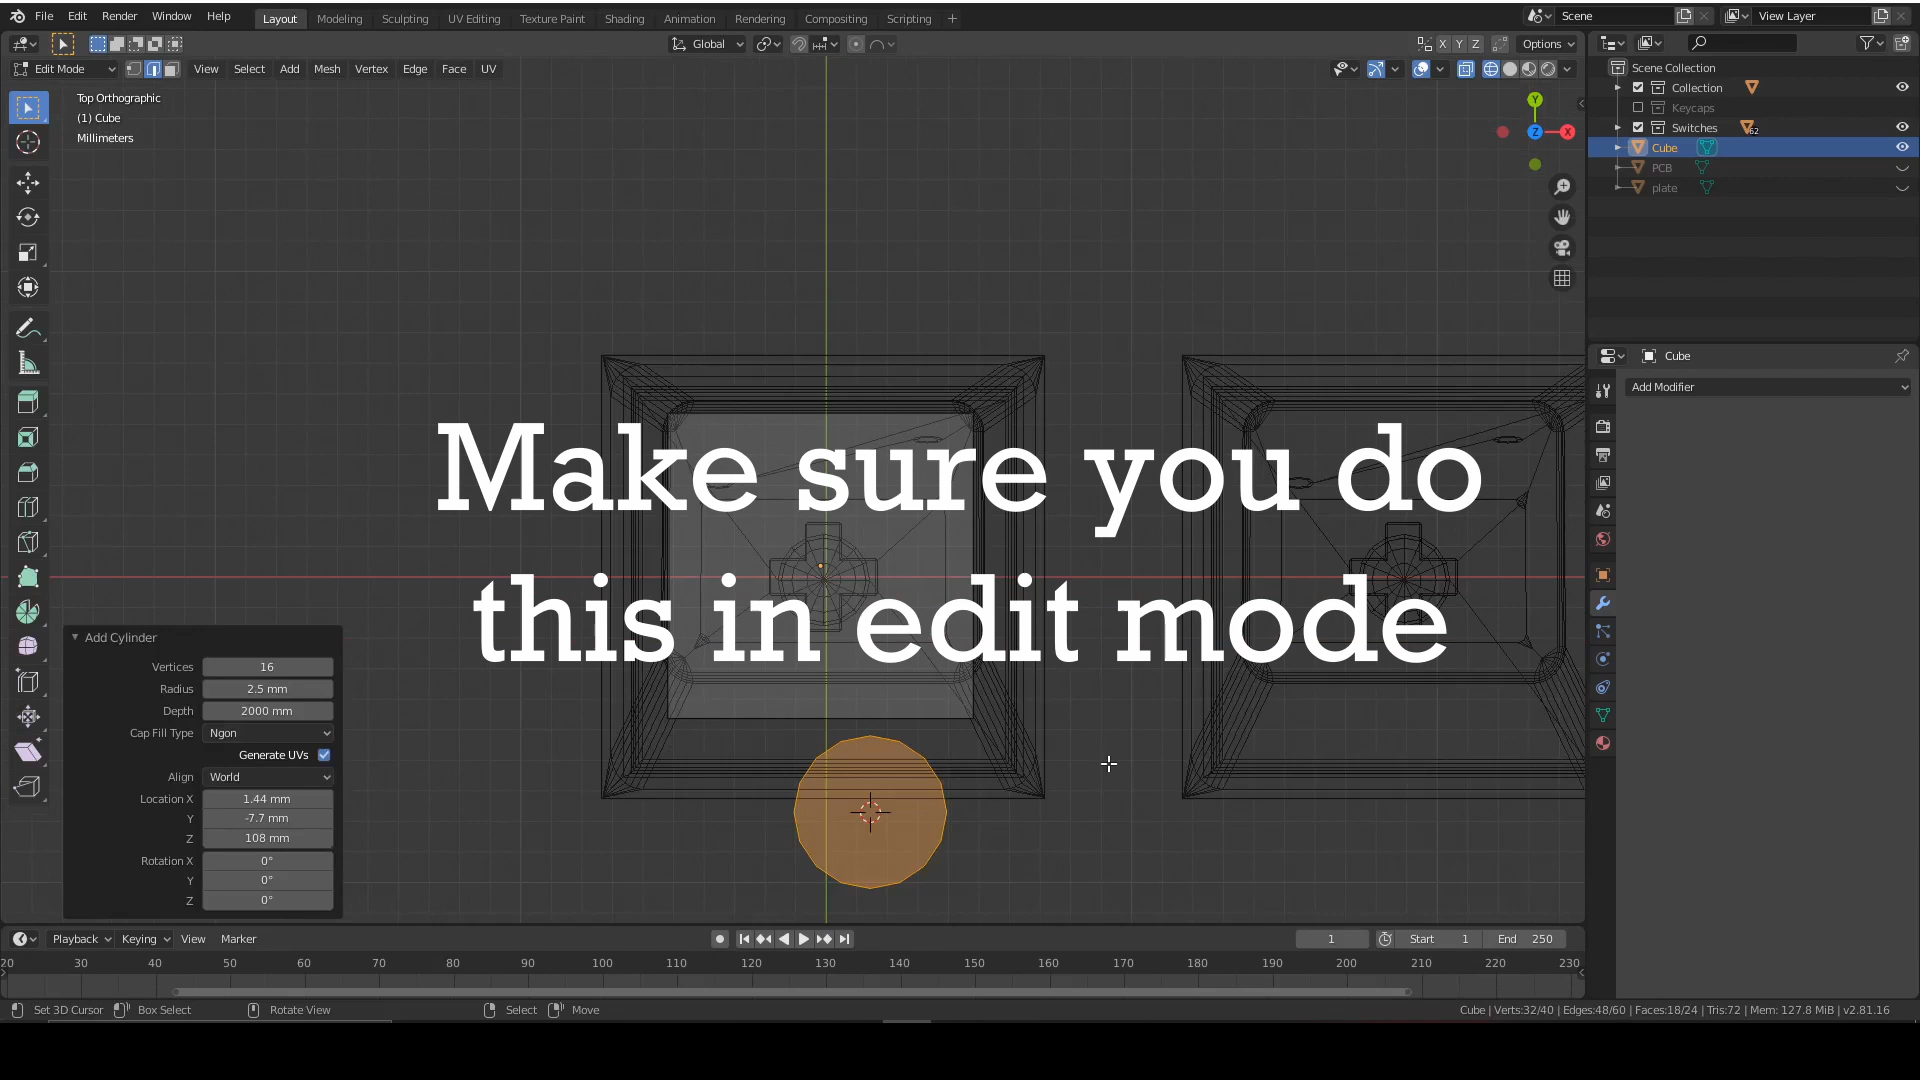 File Edit Render Window Help Layout Modeling Sculpting UV Editing Texture Paint Shading Animation Rendering Compositing Scripting + Scene View Layer
Global X Y Z Options
Edit Mode View Select Add Mesh Vertex Edge Face UV
Top Orthographic
(1) Cube
Millimeters
Y
Z X
Scene Collection
Collection
Keycaps
Switches 62
Cube
PCB
plate
Cube
Add Modifier
Make sure you do
this in edit mode
Add Cylinder
Vertices 16
Radius 2.5 mm
Depth 2000 mm
Cap Fill Type Ngon
Generate UVs
Align World
Location X 1.44 mm
Y -7.7 mm
Z 108 mm
Rotation X 0°
Y 0°
Z 0°
Playback Keying View Marker 1 Start 1 End 250
20 30 40 50 60 70 80 90 100 110 120 130 140 150 160 170 180 190 200 210 220 230
Set 3D Cursor Box Select Rotate View Select Move Cube | Verts:32/40 | Edges:48/60 | Faces:18/24 | Tris:72 | Mem: 127.8 MiB | v2.81.16